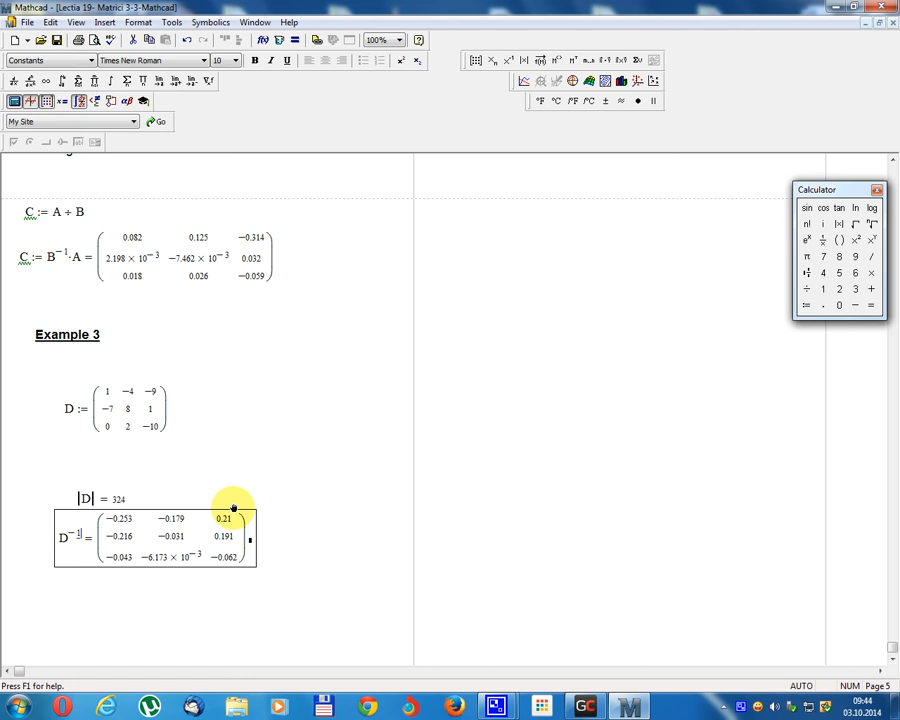 Mathcad - [Lectia 19- Matrici 3-3-Mathcad]
File Edit View Insert Format Tools Symbolics Window Help
100%
Constants Times New Roman 10 B I U
My Site Go
°F °C /°F /°C ± ≈ ● ||
C := A ÷ B
C := B⁻¹·A =
0.082 0.125 −0.314
2.198 × 10⁻³ −7.462 × 10⁻³ 0.032
0.018 0.026 −0.059
Example 3
D :=
1 −4 −9
−7 8 1
0 2 −10
|D| = 324
D⁻¹ =
−0.253 −0.179 0.21
−0.216 −0.031 0.191
−0.043 −6.173 × 10⁻³ −0.062
Calculator
sin cos tan ln log
n! i |×| √ ⁿ√
eˣ 1/x ( ) x² xʸ
π 7 8 9 /
4 5 6 ×
÷ 1 2 3 +
:= . 0 − =
Press F1 for help.
AUTO NUM Page 5
09:44
03.10.2014